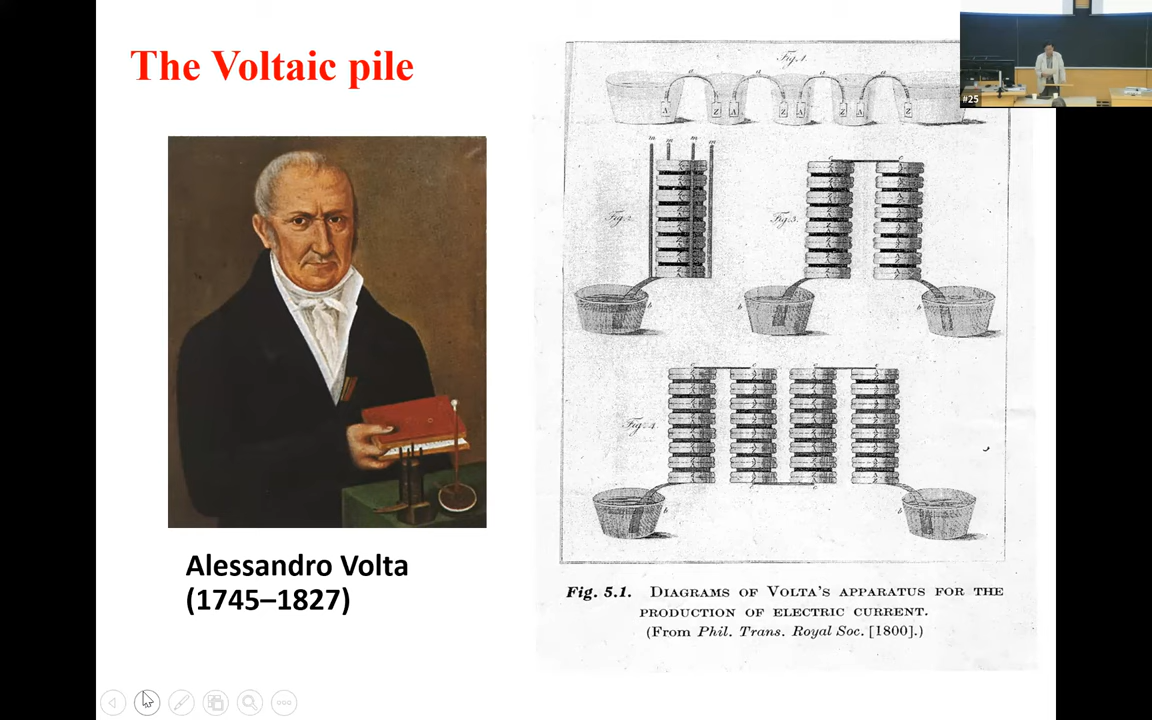 The Voltaic pile
Alessandro Volta
(1745–1827)
#25
Fig. 1.
a a a a
A Z A Z A Z A Z
m m m m
Fig. 2.
Fig. 3.
c c
b b b
Fig. 4.
c c c c
c c
b b
Fig. 5.1. Diagrams of Volta's apparatus for the
production of electric current.
(From Phil. Trans. Royal Soc. [1800].)